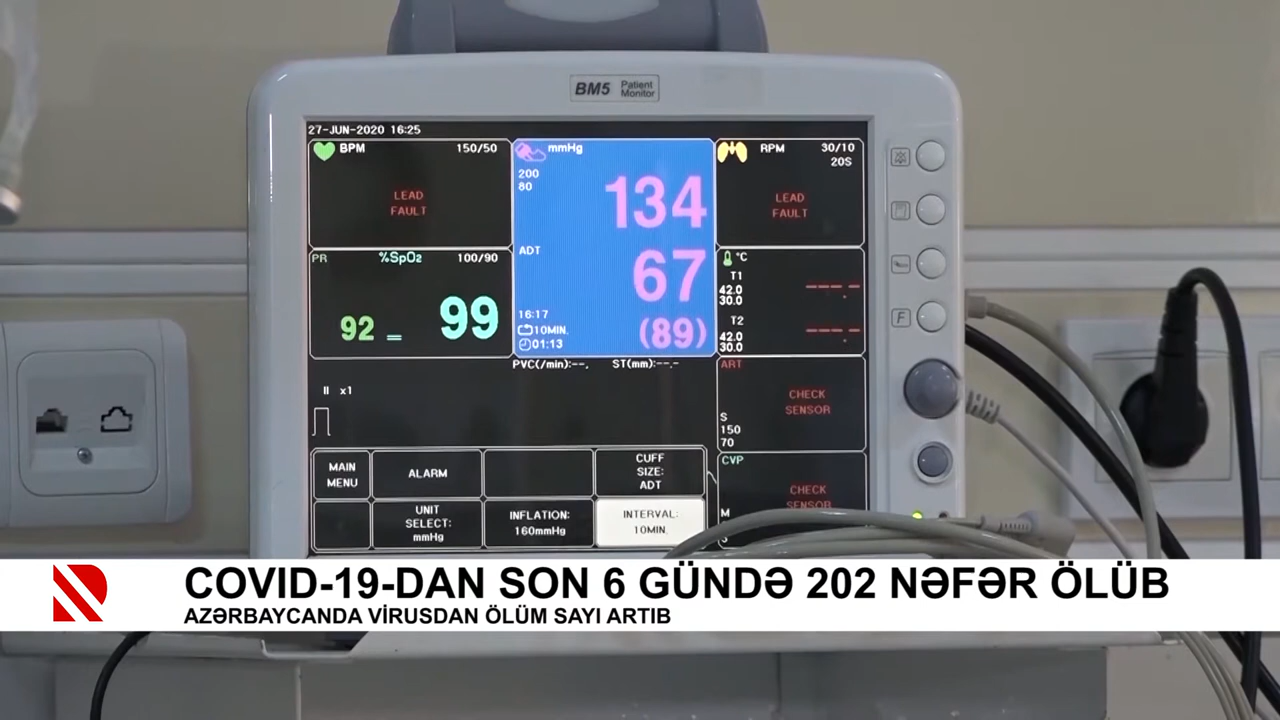 BM5 Patient Monitor
27-JUN-2020 16:25
BPM 150/50
LEAD
FAULT
mmHg
200
80
134
ADT
67
16:17
10MIN.
01:13
(89)
RPM 30/10
20S
LEAD
FAULT
PR %SpO2 100/90
92 99
°C
T1
42.0
30.0
---.-
T2
42.0
30.0
---.-
PVC(/min):--, ST(mm):--.-
II x1
ART
CHECK
SENSOR
S
150
70
CVP
CHECK
SENSOR
M
MAIN
MENU
ALARM
CUFF
SIZE:
ADT
UNIT
SELECT:
mmHg
INFLATION:
160mmHg
INTERVAL:
10MIN.
F
COVID-19-DAN SON 6 GÜNDƏ 202 NƏFƏR ÖLÜB
AZƏRBAYCANDA VİRUSDAN ÖLÜM SAYI ARTIB